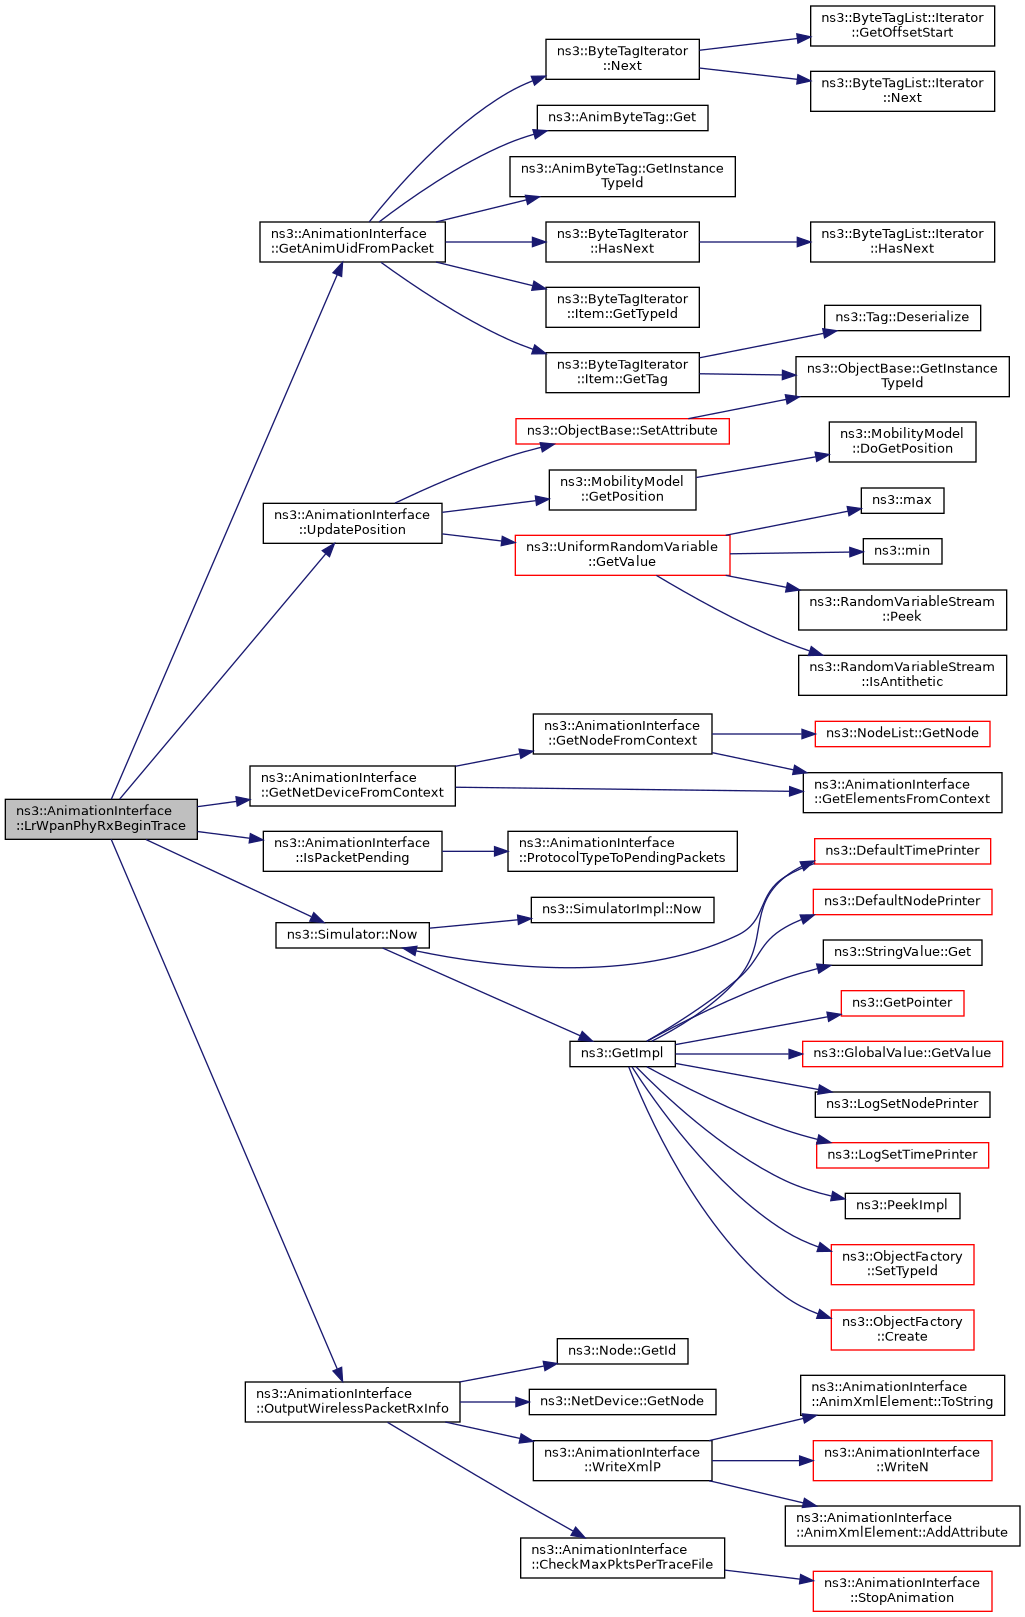 ns3::ByteTagList::Iterator
::GetOffsetStart
ns3::ByteTagIterator
::Next
ns3::ByteTagList::Iterator
::Next
ns3::AnimByteTag::Get
ns3::AnimByteTag::GetInstance
TypeId
ns3::AnimationInterface
::GetAnimUidFromPacket
ns3::ByteTagIterator
::HasNext
ns3::ByteTagList::Iterator
::HasNext
ns3::ByteTagIterator
::Item::GetTypeId
ns3::Tag::Deserialize
ns3::ByteTagIterator
::Item::GetTag
ns3::ObjectBase::GetInstance
TypeId
ns3::ObjectBase::SetAttribute
ns3::MobilityModel
::DoGetPosition
ns3::MobilityModel
::GetPosition
ns3::AnimationInterface
::UpdatePosition
ns3::max
ns3::UniformRandomVariable
::GetValue
ns3::min
ns3::RandomVariableStream
::Peek
ns3::RandomVariableStream
::IsAntithetic
ns3::AnimationInterface
::GetNodeFromContext
ns3::NodeList::GetNode
ns3::AnimationInterface
::GetNetDeviceFromContext
ns3::AnimationInterface
::GetElementsFromContext
ns3::AnimationInterface
::LrWpanPhyRxBeginTrace
ns3::AnimationInterface
::IsPacketPending
ns3::AnimationInterface
::ProtocolTypeToPendingPackets
ns3::DefaultTimePrinter
ns3::DefaultNodePrinter
ns3::SimulatorImpl::Now
ns3::Simulator::Now
ns3::StringValue::Get
ns3::GetPointer
ns3::GetImpl
ns3::GlobalValue::GetValue
ns3::LogSetNodePrinter
ns3::LogSetTimePrinter
ns3::PeekImpl
ns3::ObjectFactory
::SetTypeId
ns3::ObjectFactory
::Create
ns3::Node::GetId
ns3::AnimationInterface
::OutputWirelessPacketRxInfo
ns3::NetDevice::GetNode
ns3::AnimationInterface
::AnimXmlElement::ToString
ns3::AnimationInterface
::WriteXmlP
ns3::AnimationInterface
::WriteN
ns3::AnimationInterface
::AnimXmlElement::AddAttribute
ns3::AnimationInterface
::CheckMaxPktsPerTraceFile
ns3::AnimationInterface
::StopAnimation